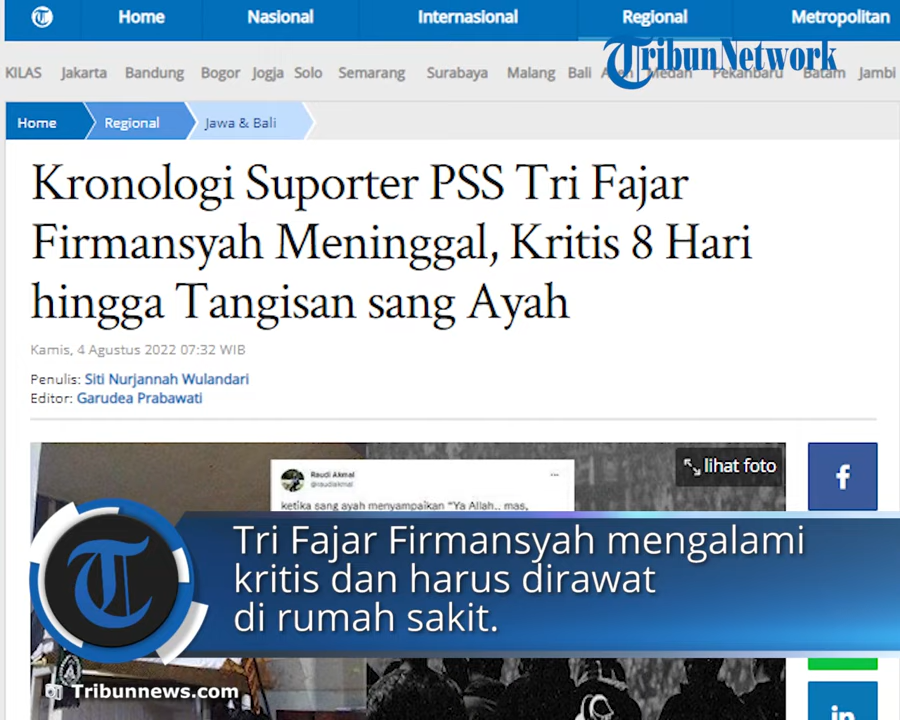 Home Nasional Internasional Regional Metropolitan
TribunNetwork
KILAS Jakarta Bandung Bogor Jogja Solo Semarang Surabaya Malang Bali Aceh Medan Pekanbaru Batam Jambi
Home Regional Jawa & Bali
Kronologi Suporter PSS Tri Fajar
Firmansyah Meninggal, Kritis 8 Hari
hingga Tangisan sang Ayah
Kamis, 4 Agustus 2022 07:32 WIB
Penulis: Siti Nurjannah Wulandari
Editor: Garudea Prabawati
lihat foto
Raudi Akmal
@raudiakmal
ketika sang ayah menyampaikan "Ya Allah.. mas,
Tri Fajar Firmansyah mengalami
kritis dan harus dirawat
di rumah sakit.
Tribunnews.com